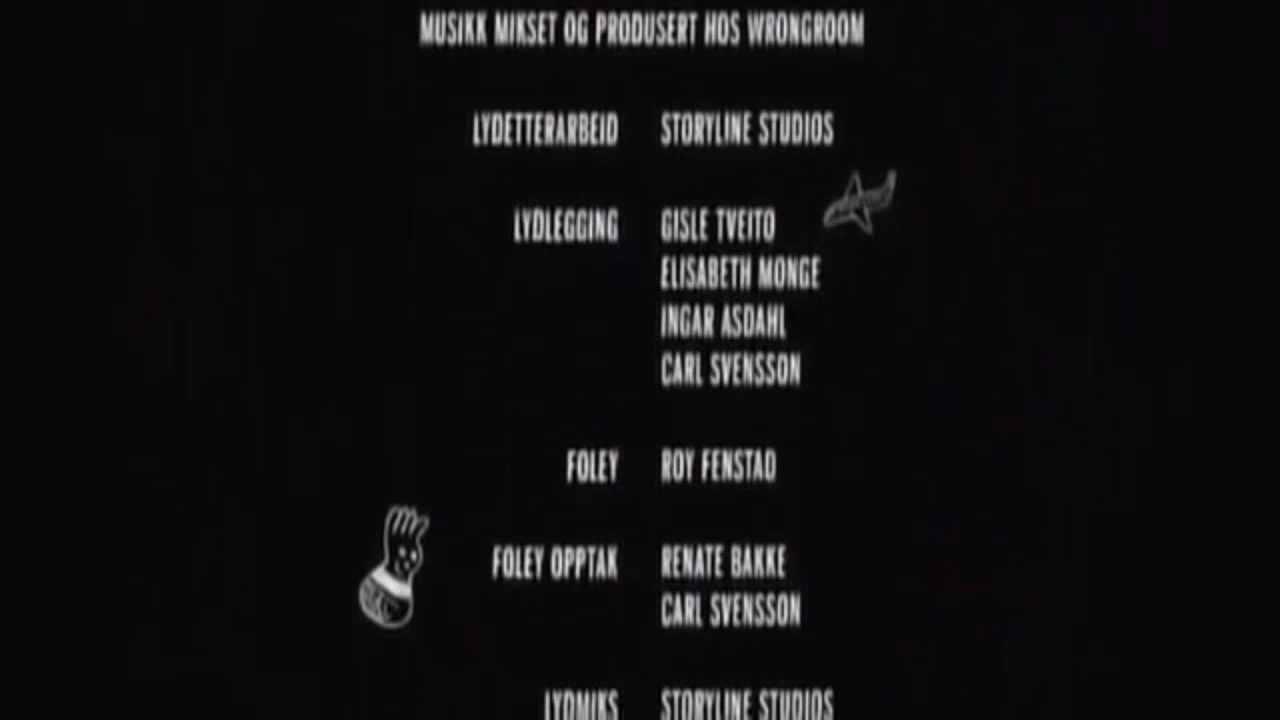 MUSIKK MIKSET OG PRODUSERT HOS WRONGROOM
LYDETTERARBEID STORYLINE STUDIOS
LYDLEGGING GISLE TVEITO
ELISABETH MONGE
INGAR ASDAHL
CARL SVENSSON
FOLEY ROY FENSTAD
FOLEY OPPTAK RENATE BAKKE
CARL SVENSSON
LYDMIKS STORYLINE STUDIOS